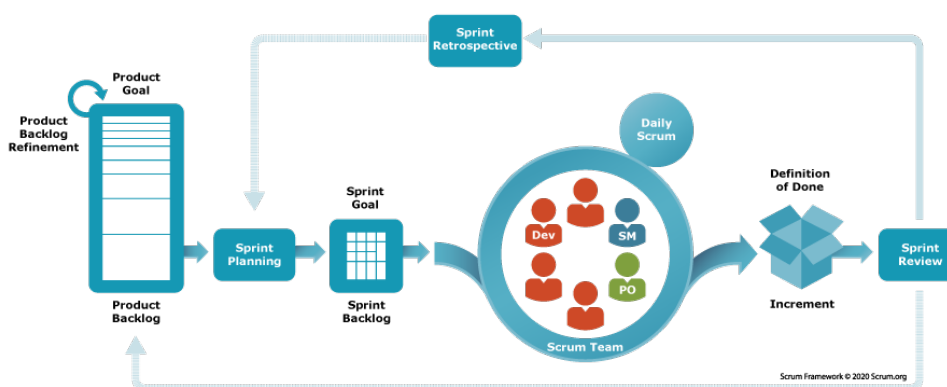 Sprint
Retrospective
Product
Goal
Product
Backlog
Refinement
Daily
Scrum
Definition
of Done
Sprint
Goal
Dev
SM
Sprint
Planning
Sprint
Review
PO
Product
Backlog
Sprint
Backlog
Increment
Scrum Team
Scrum Framework © 2020 Scrum.org